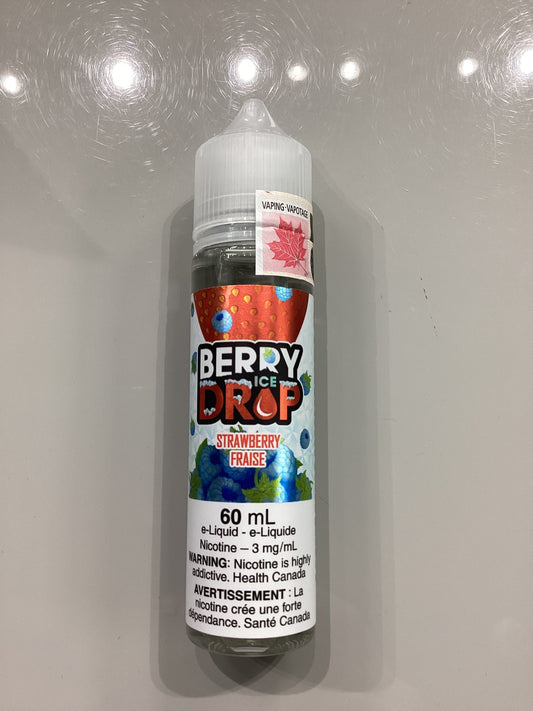 VAPING·VAPOTAGE
BERRY
ICE
DROP
STRAWBERRY
FRAISE
60 mL
e-Liquid - e-Liquide
Nicotine – 3 mg/mL
WARNING: Nicotine is highly
addictive. Health Canada
AVERTISSEMENT : La
nicotine crée une forte
dépendance. Santé Canada